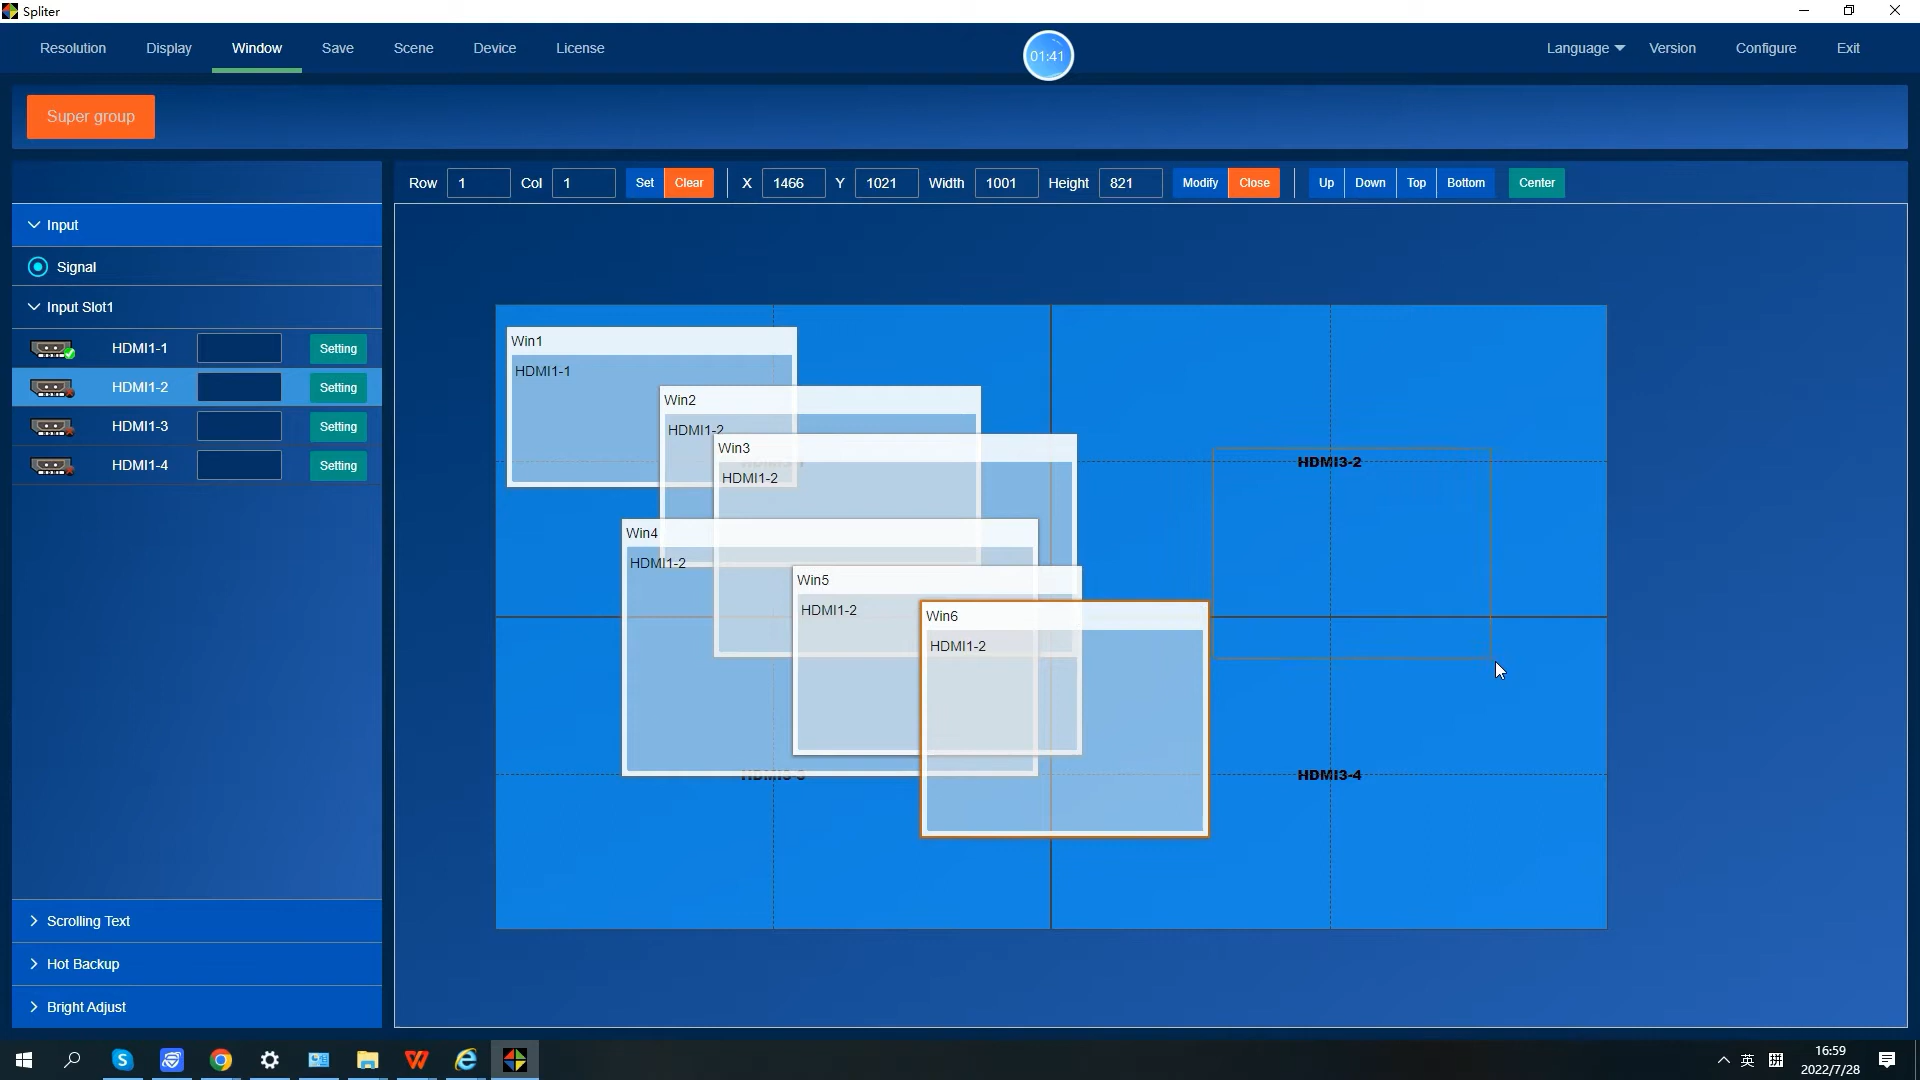 Spliter
Resolution Display Window Save Scene Device License 01:41 Language Version Configure Exit
Super group
Row 1 Col 1 Set Clear X 1466 Y 1021 Width 1001 Height 821 Modify Close Up Down Top Bottom Center
Input
Signal
Input Slot1
HDMI1-1 Setting
HDMI1-2 Setting
HDMI1-3 Setting
HDMI1-4 Setting
Scrolling Text
Hot Backup
Bright Adjust
Win1
HDMI1-1
Win2
HDMI1-2
Win3
HDMI1-2
HDMI3-2
Win4
HDMI1-2
Win5
HDMI1-2
Win6
HDMI1-2
HDMI3-3
HDMI3-4
英 拼 16:59
2022/7/28